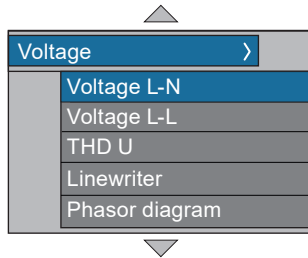 Voltage
Voltage L-N
Voltage L-L
THD U
Linewriter
Phasor diagram